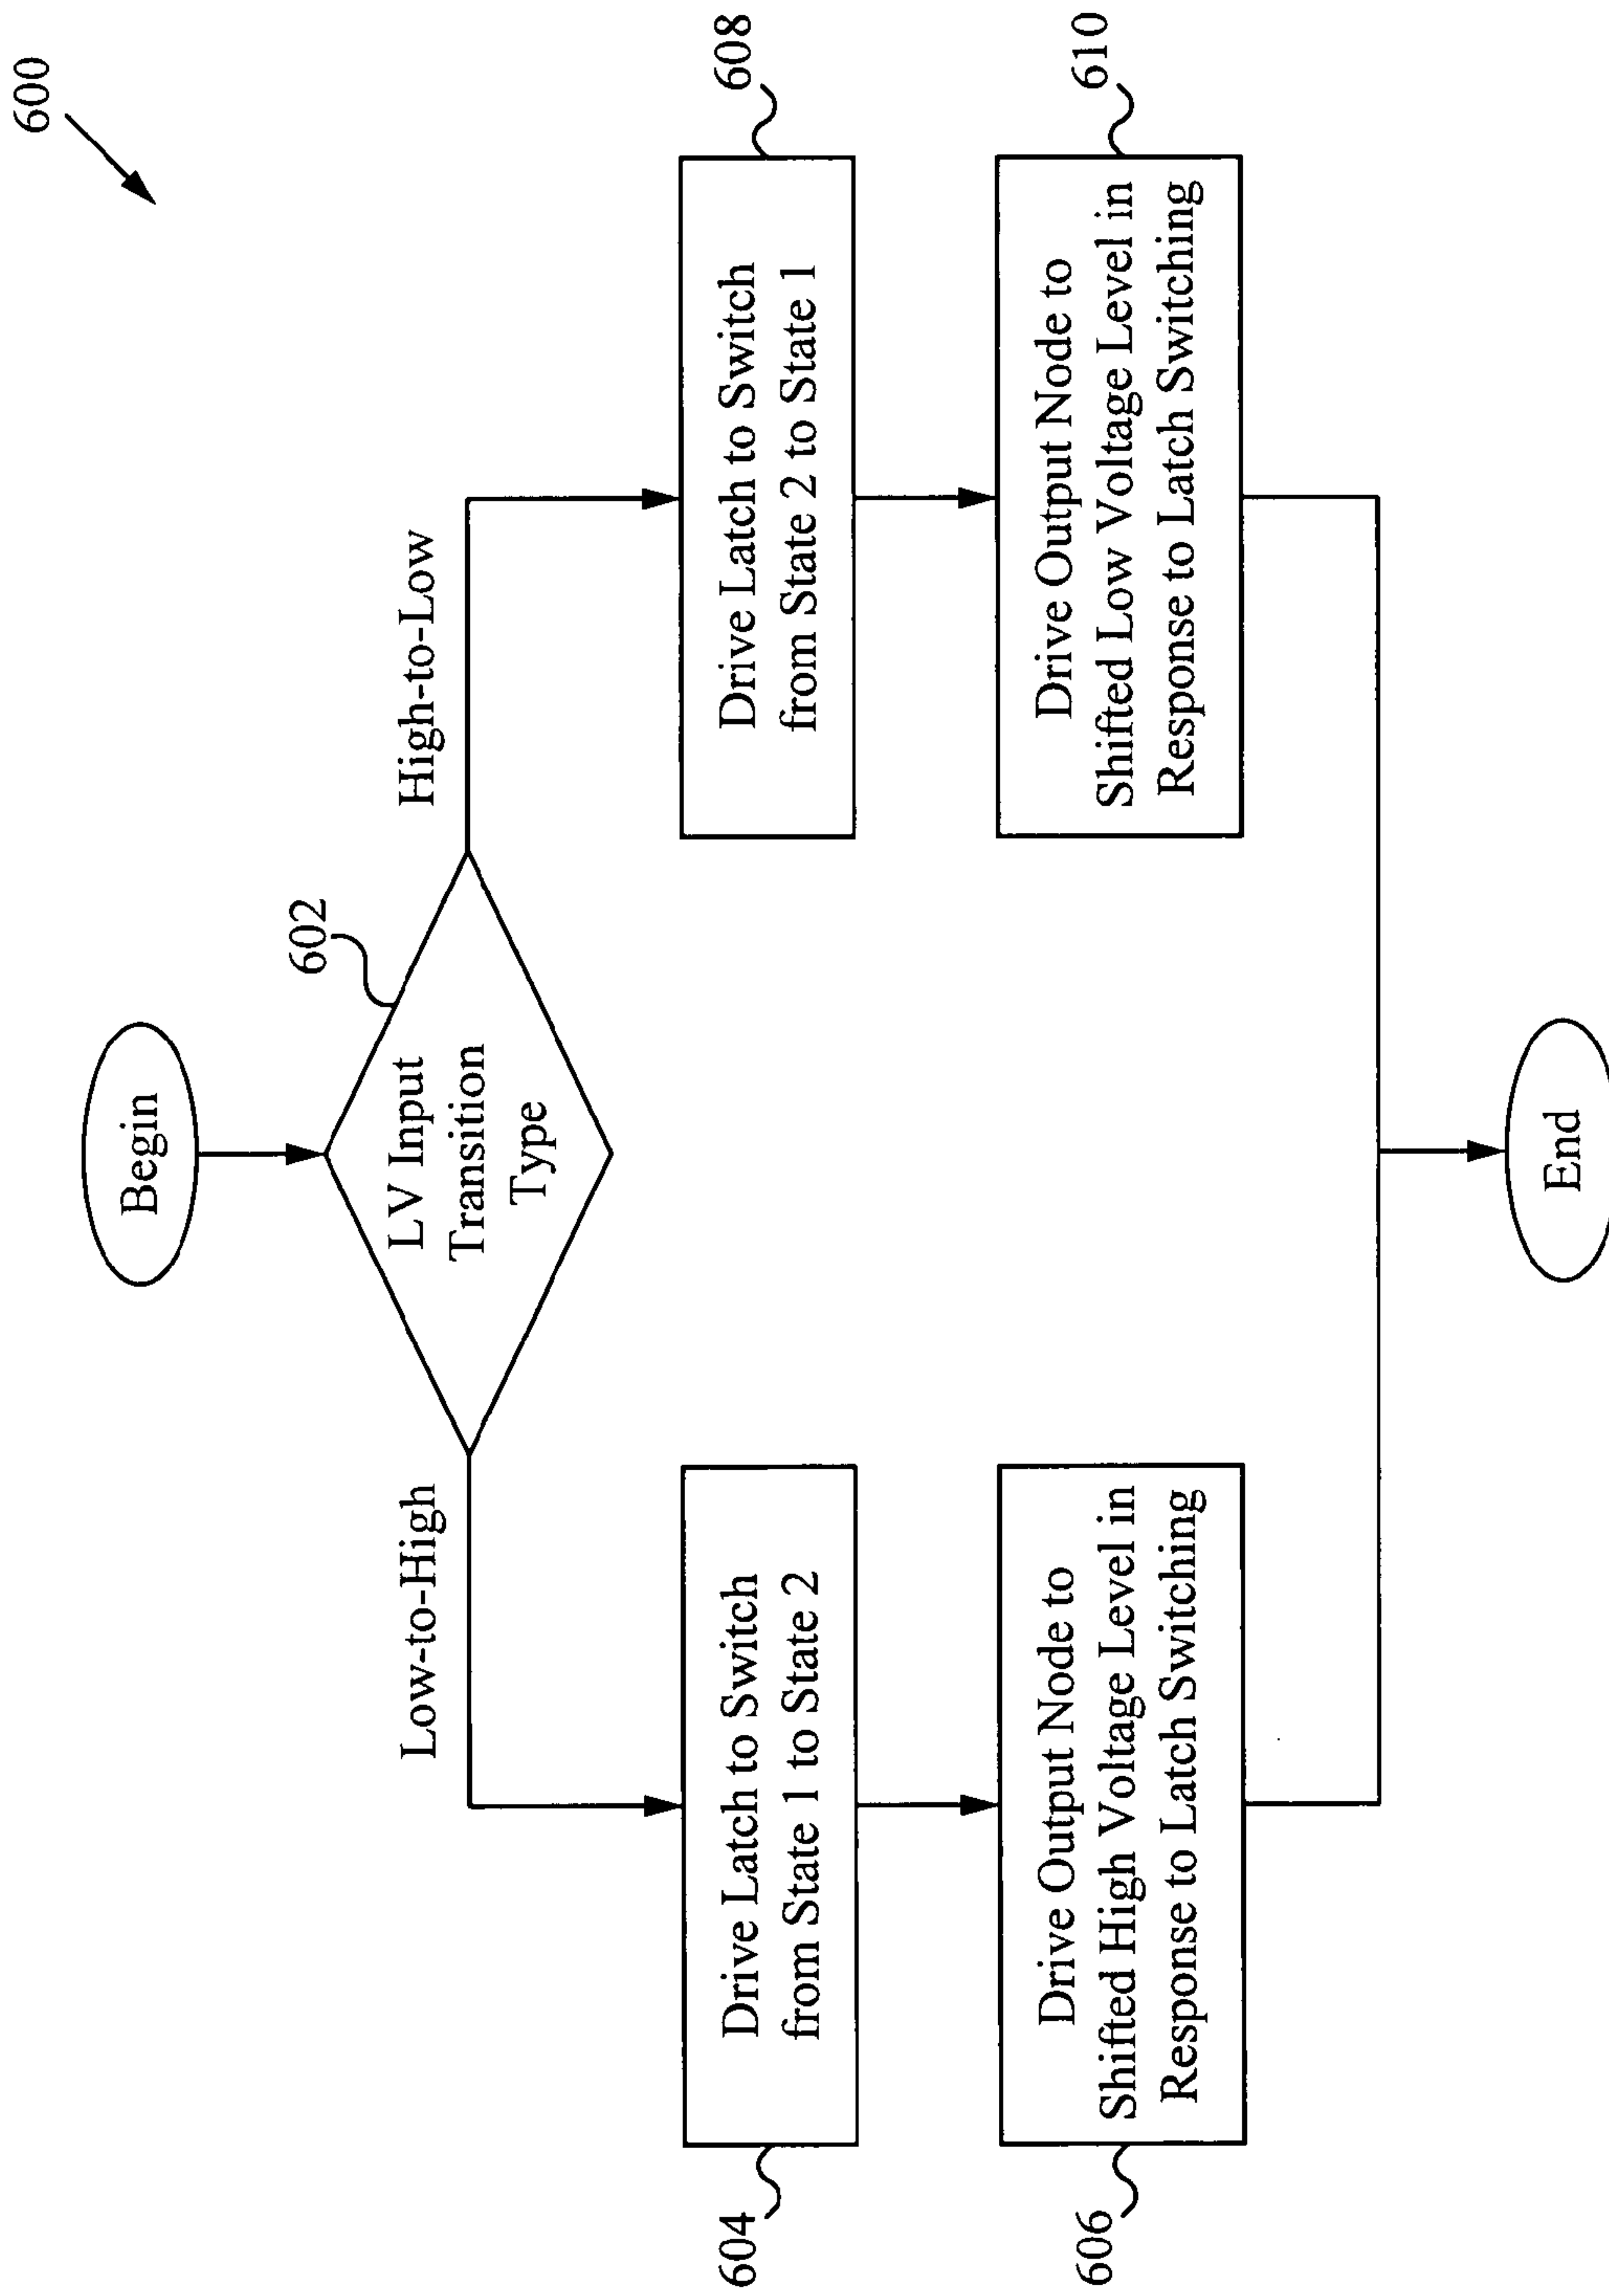 600
Begin
602
LV Input
Transition
Type
Low-to-High
High-to-Low
604
Drive Latch to Switch
from State 1 to State 2
608
Drive Latch to Switch
from State 2 to State 1
606
Drive Output Node to
Shifted High Voltage Level in
Response to Latch Switching
610
Drive Output Node to
Shifted Low Voltage Level in
Response to Latch Switching
End